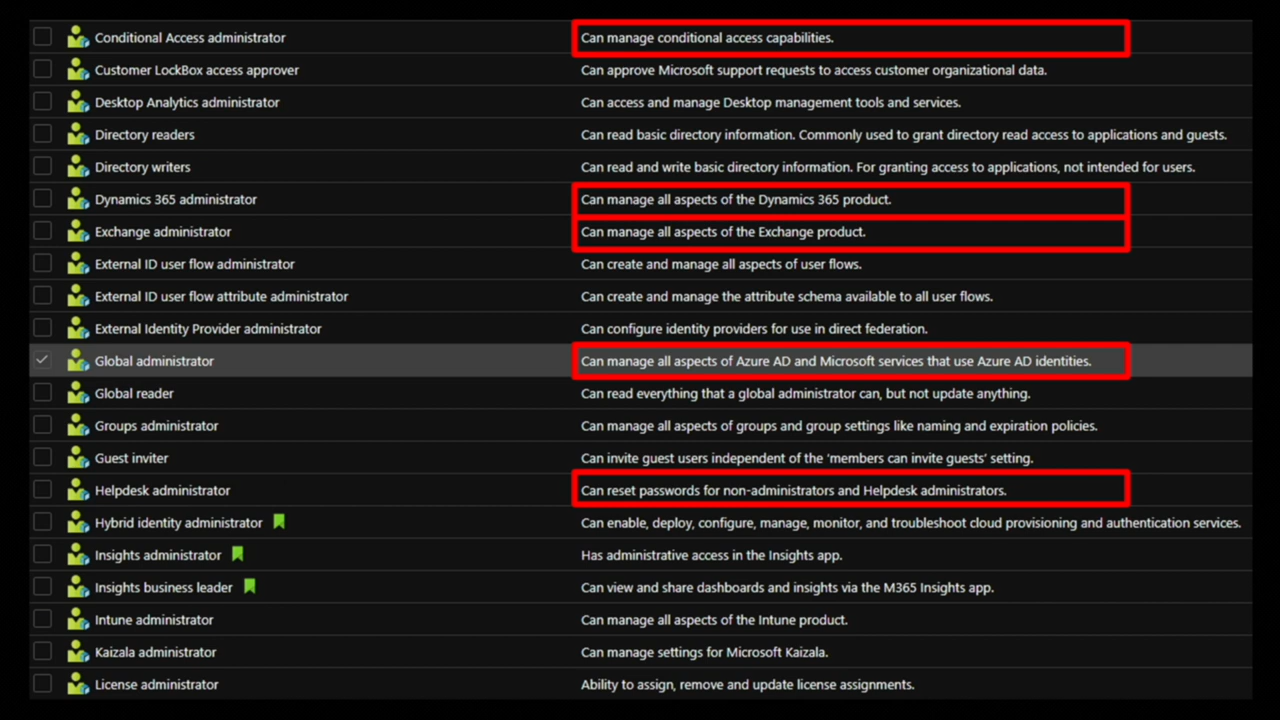 Conditional Access administrator Can manage conditional access capabilities.
Customer LockBox access approver Can approve Microsoft support requests to access customer organizational data.
Desktop Analytics administrator Can access and manage Desktop management tools and services.
Directory readers Can read basic directory information. Commonly used to grant directory read access to applications and guests.
Directory writers Can read and write basic directory information. For granting access to applications, not intended for users.
Dynamics 365 administrator Can manage all aspects of the Dynamics 365 product.
Exchange administrator Can manage all aspects of the Exchange product.
External ID user flow administrator Can create and manage all aspects of user flows.
External ID user flow attribute administrator Can create and manage the attribute schema available to all user flows.
External Identity Provider administrator Can configure identity providers for use in direct federation.
Global administrator Can manage all aspects of Azure AD and Microsoft services that use Azure AD identities.
Global reader Can read everything that a global administrator can, but not update anything.
Groups administrator Can manage all aspects of groups and group settings like naming and expiration policies.
Guest inviter Can invite guest users independent of the ‘members can invite guests’ setting.
Helpdesk administrator Can reset passwords for non-administrators and Helpdesk administrators.
Hybrid identity administrator Can enable, deploy, configure, manage, monitor, and troubleshoot cloud provisioning and authentication services.
Insights administrator Has administrative access in the Insights app.
Insights business leader Can view and share dashboards and insights via the M365 Insights app.
Intune administrator Can manage all aspects of the Intune product.
Kaizala administrator Can manage settings for Microsoft Kaizala.
License administrator Ability to assign, remove and update license assignments.